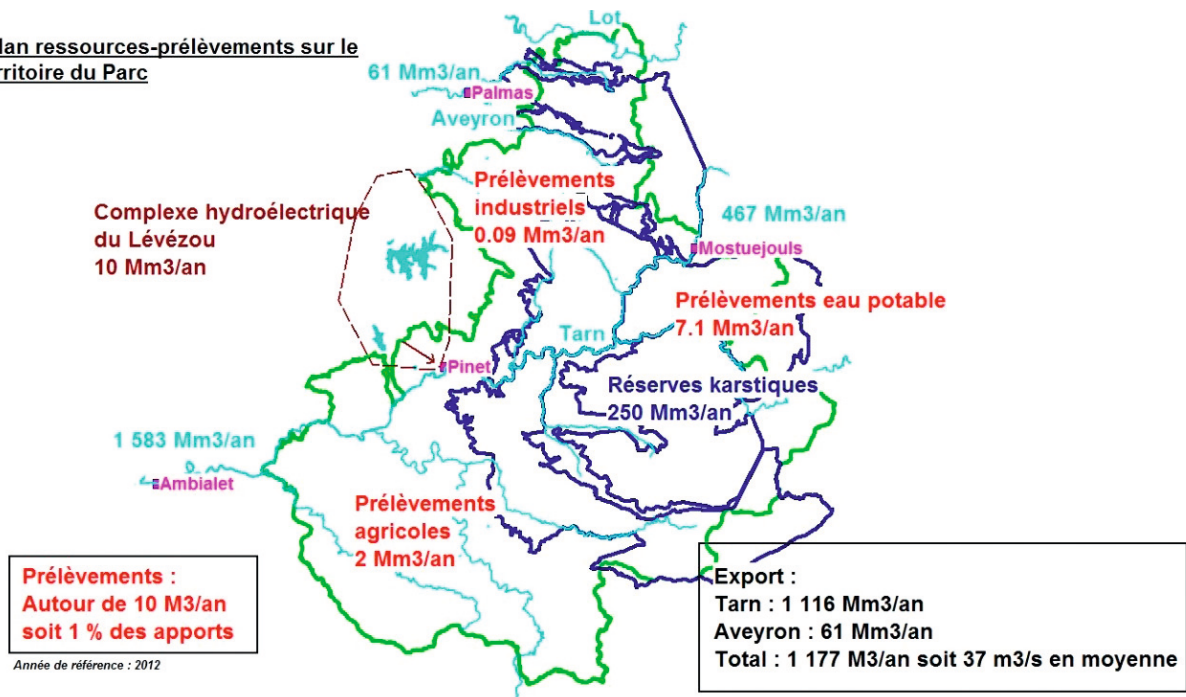 lan ressources-prélèvements sur le
rritoire du Parc
Lot
61 Mm3/an
Palmas
Aveyron
Prélèvements
industriels
0.09 Mm3/an
Complexe hydroélectrique
du Lévézou
10 Mm3/an
467 Mm3/an
Mostuejouls
Prélèvements eau potable
7.1 Mm3/an
Tarn
Pinet
Réserves karstiques
250 Mm3/an
1 583 Mm3/an
Ambialet
Prélèvements
agricoles
2 Mm3/an
Prélèvements :
Autour de 10 M3/an
soit 1 % des apports
Année de référence : 2012
Export :
Tarn : 1 116 Mm3/an
Aveyron : 61 Mm3/an
Total : 1 177 M3/an soit 37 m3/s en moyenne